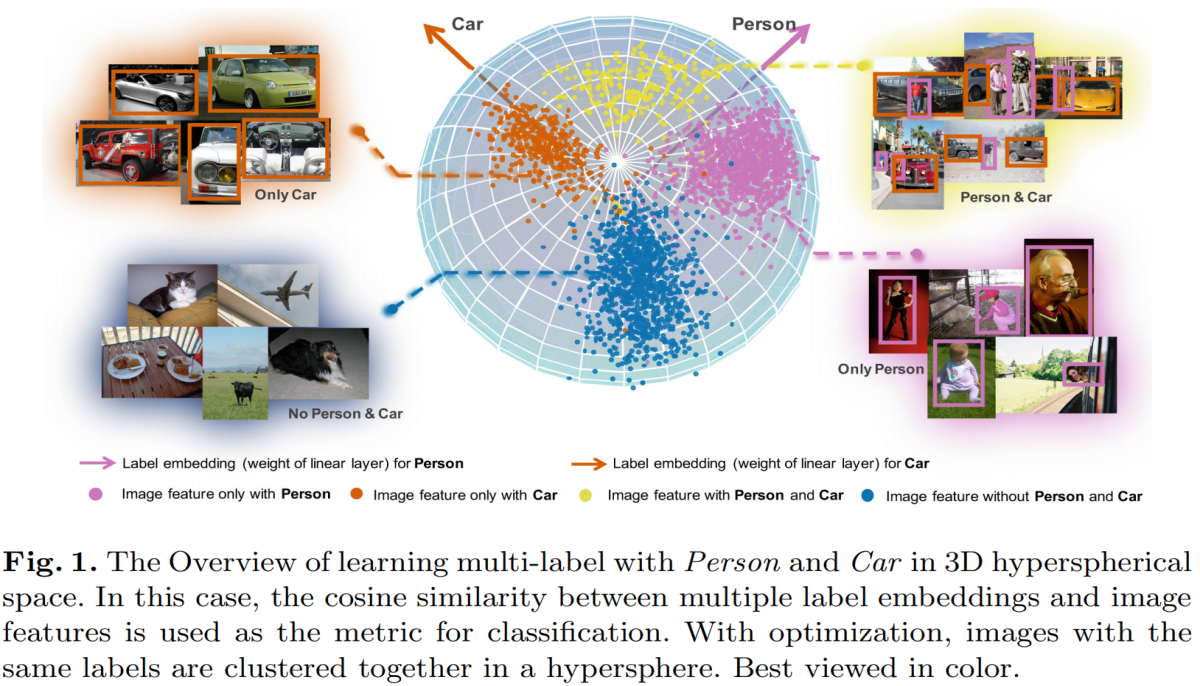 Car
Person
Only Car
Person & Car
No Person & Car
Only Person
Label embedding (weight of linear layer) for Person
Label embedding (weight of linear layer) for Car
Image feature only with Person
Image feature only with Car
Image feature with Person and Car
Image feature without Person and Car
Fig. 1. The Overview of learning multi-label with Person and Car in 3D hyperspherical
space. In this case, the cosine similarity between multiple label embeddings and image
features is used as the metric for classification. With optimization, images with the
same labels are clustered together in a hypersphere. Best viewed in color.